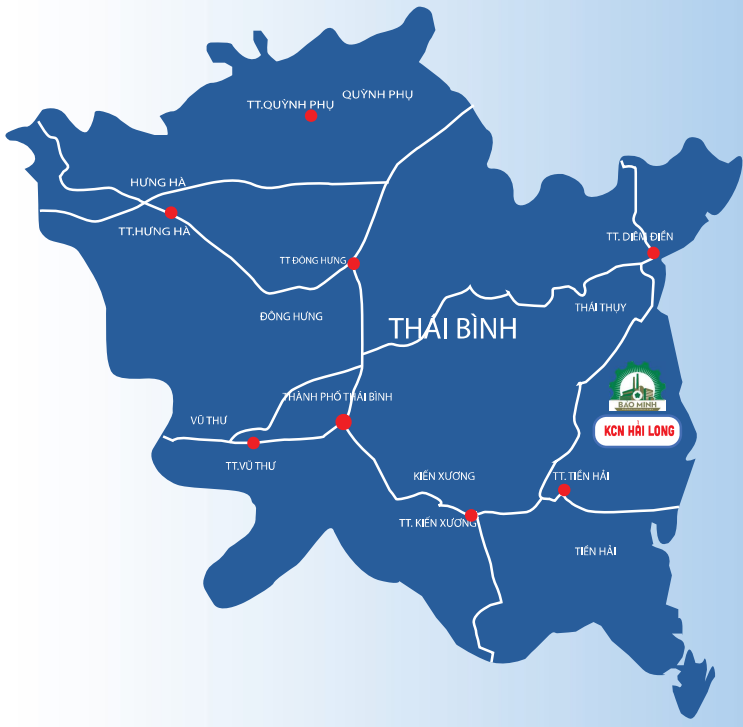 QUỲNH PHỤ
TT.QUỲNH PHỤ
HƯNG HÀ
TT.HƯNG HÀ
TT. DIÊM ĐIỀN
TT ĐÔNG HƯNG
THÁI THỤY
ĐÔNG HƯNG
THÁI BÌNH
THÀNH PHỐ THÁI BÌNH
BAO MINH
VŨ THƯ
KCN HẢI LONG
TT.VŨ THƯ
KIẾN XƯƠNG
TT. TIỀN HẢI
TT. KIẾN XƯƠNG
TIỀN HẢI